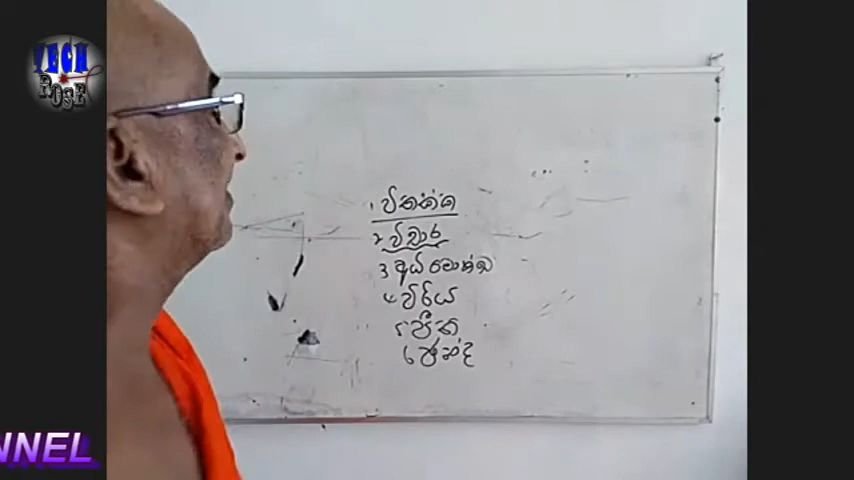 TECH
ROSE
1 විතක්ක
2 විචාර
3 අධිමොක්ඛ
4 විරිය
5 පීති
6 ඡන්ද
NNEL